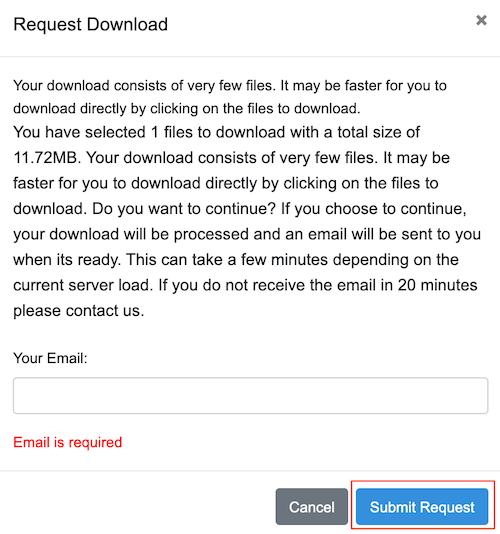 Request Download
×
Your download consists of very few files. It may be faster for you to
download directly by clicking on the files to download.
You have selected 1 files to download with a total size of
11.72MB. Your download consists of very few files. It may be
faster for you to download directly by clicking on the files to
download. Do you want to continue? If you choose to continue,
your download will be processed and an email will be sent to you
when its ready. This can take a few minutes depending on the
current server load. If you do not receive the email in 20 minutes
please contact us.
Your Email:
Email is required
Cancel
Submit Request